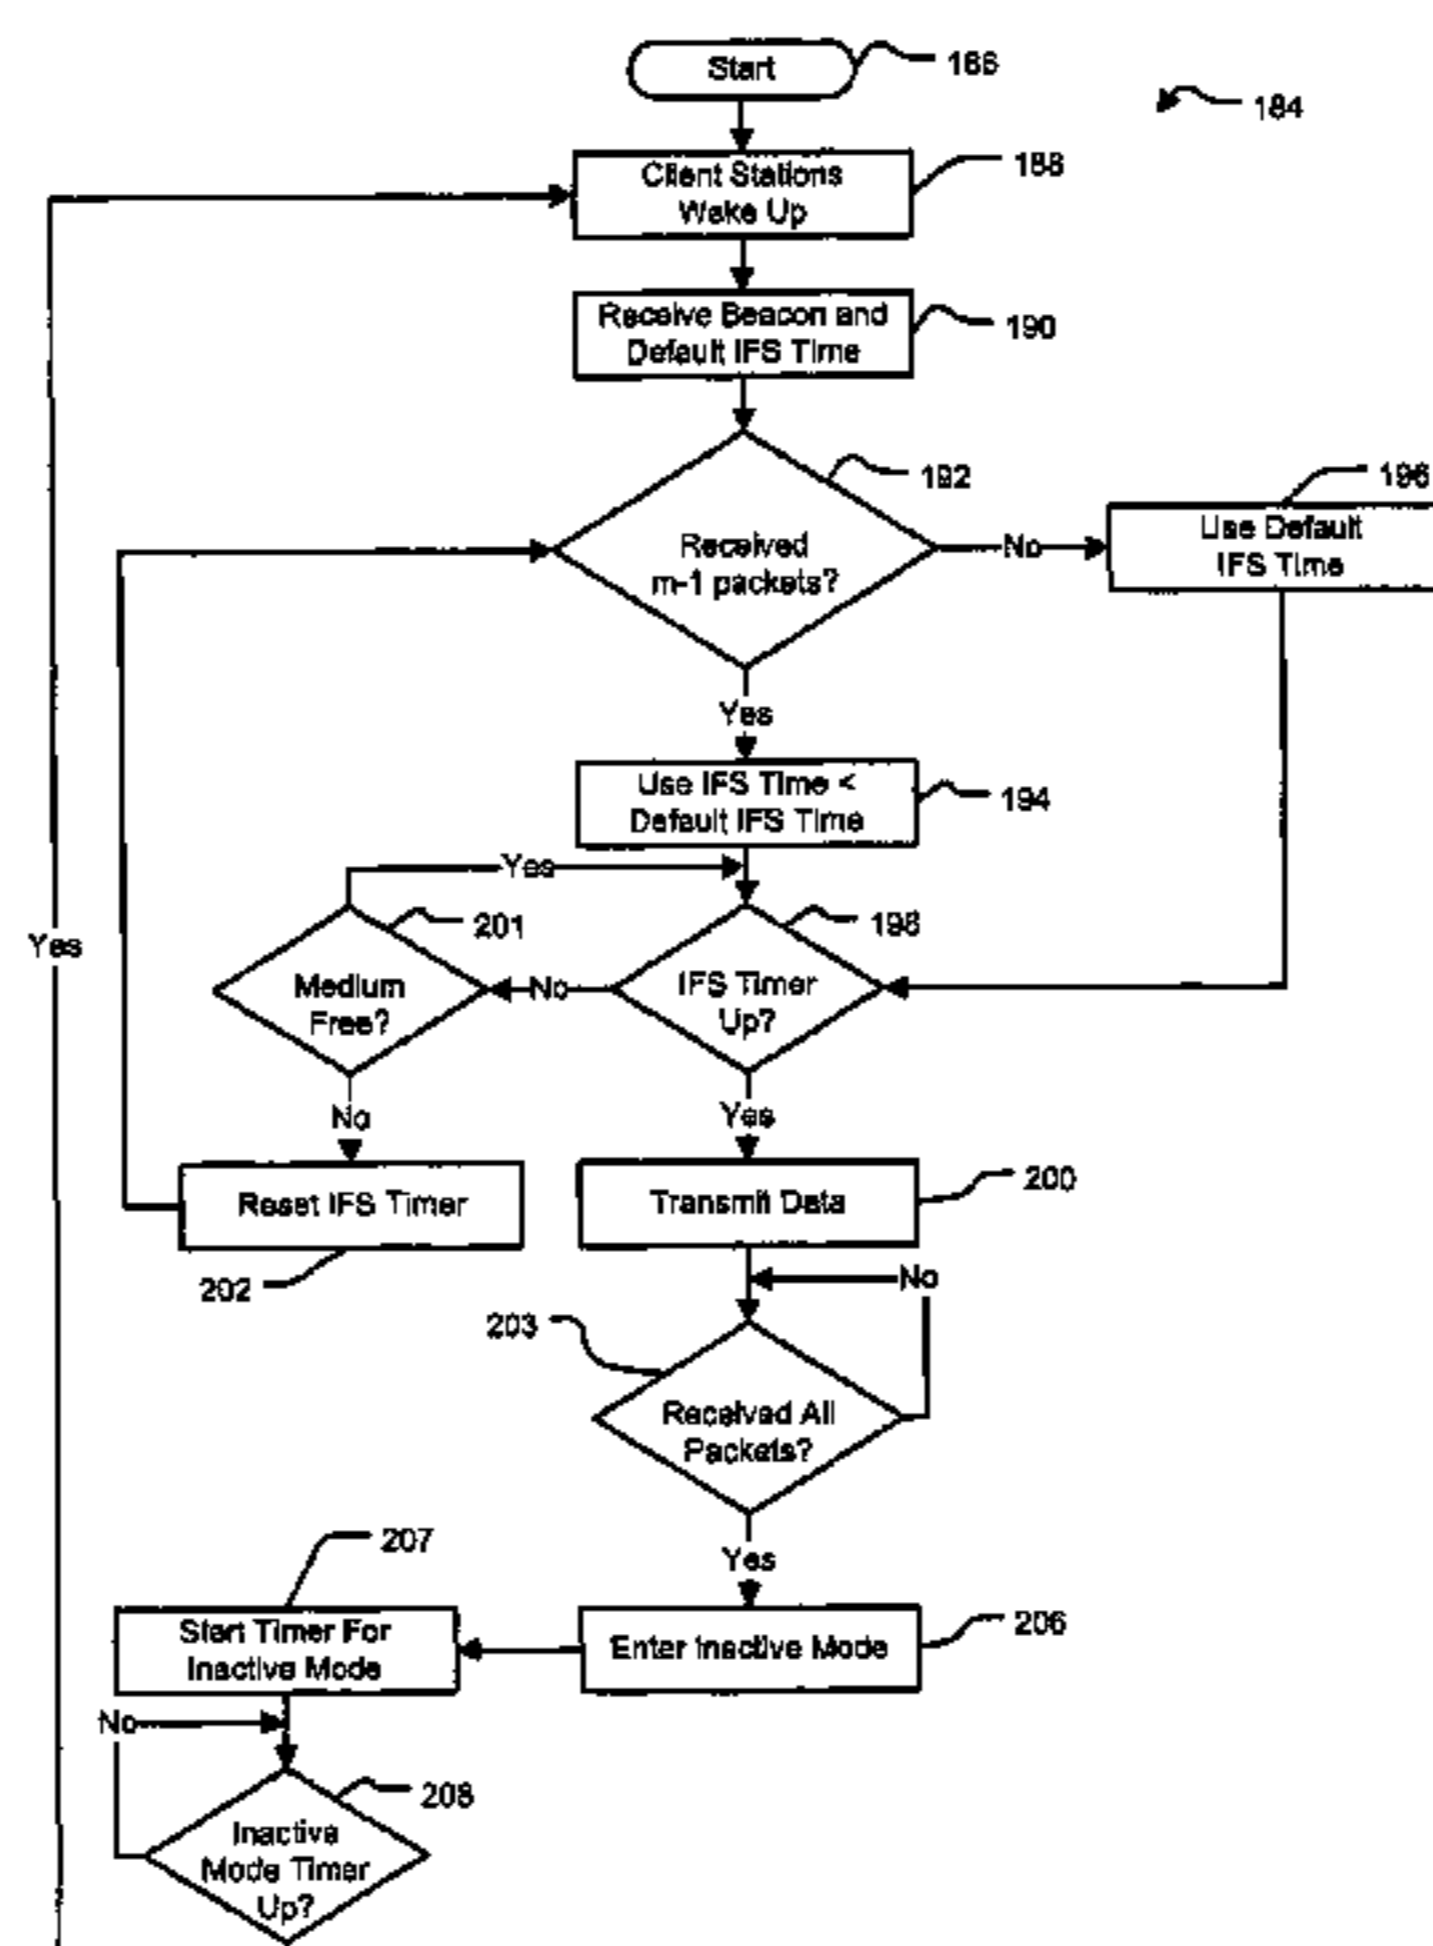 Start
186
184
Client Stations
Wake Up
188
Receive Beacon and
Default IFS Time
190
192
Received
m-1 packets?
No
196
Use Default
IFS Time
Yes
Use IFS Time <
Default IFS Time
194
Yes
201
198
Yes
Medium
Free?
No
IFS Timer
Up?
No
Yes
Reset IFS Timer
202
Transmit Data
200
No
203
Received All
Packets?
207
Yes
Start Timer For
Inactive Mode
Enter Inactive Mode
206
No
208
Inactive
Mode Timer
Up?